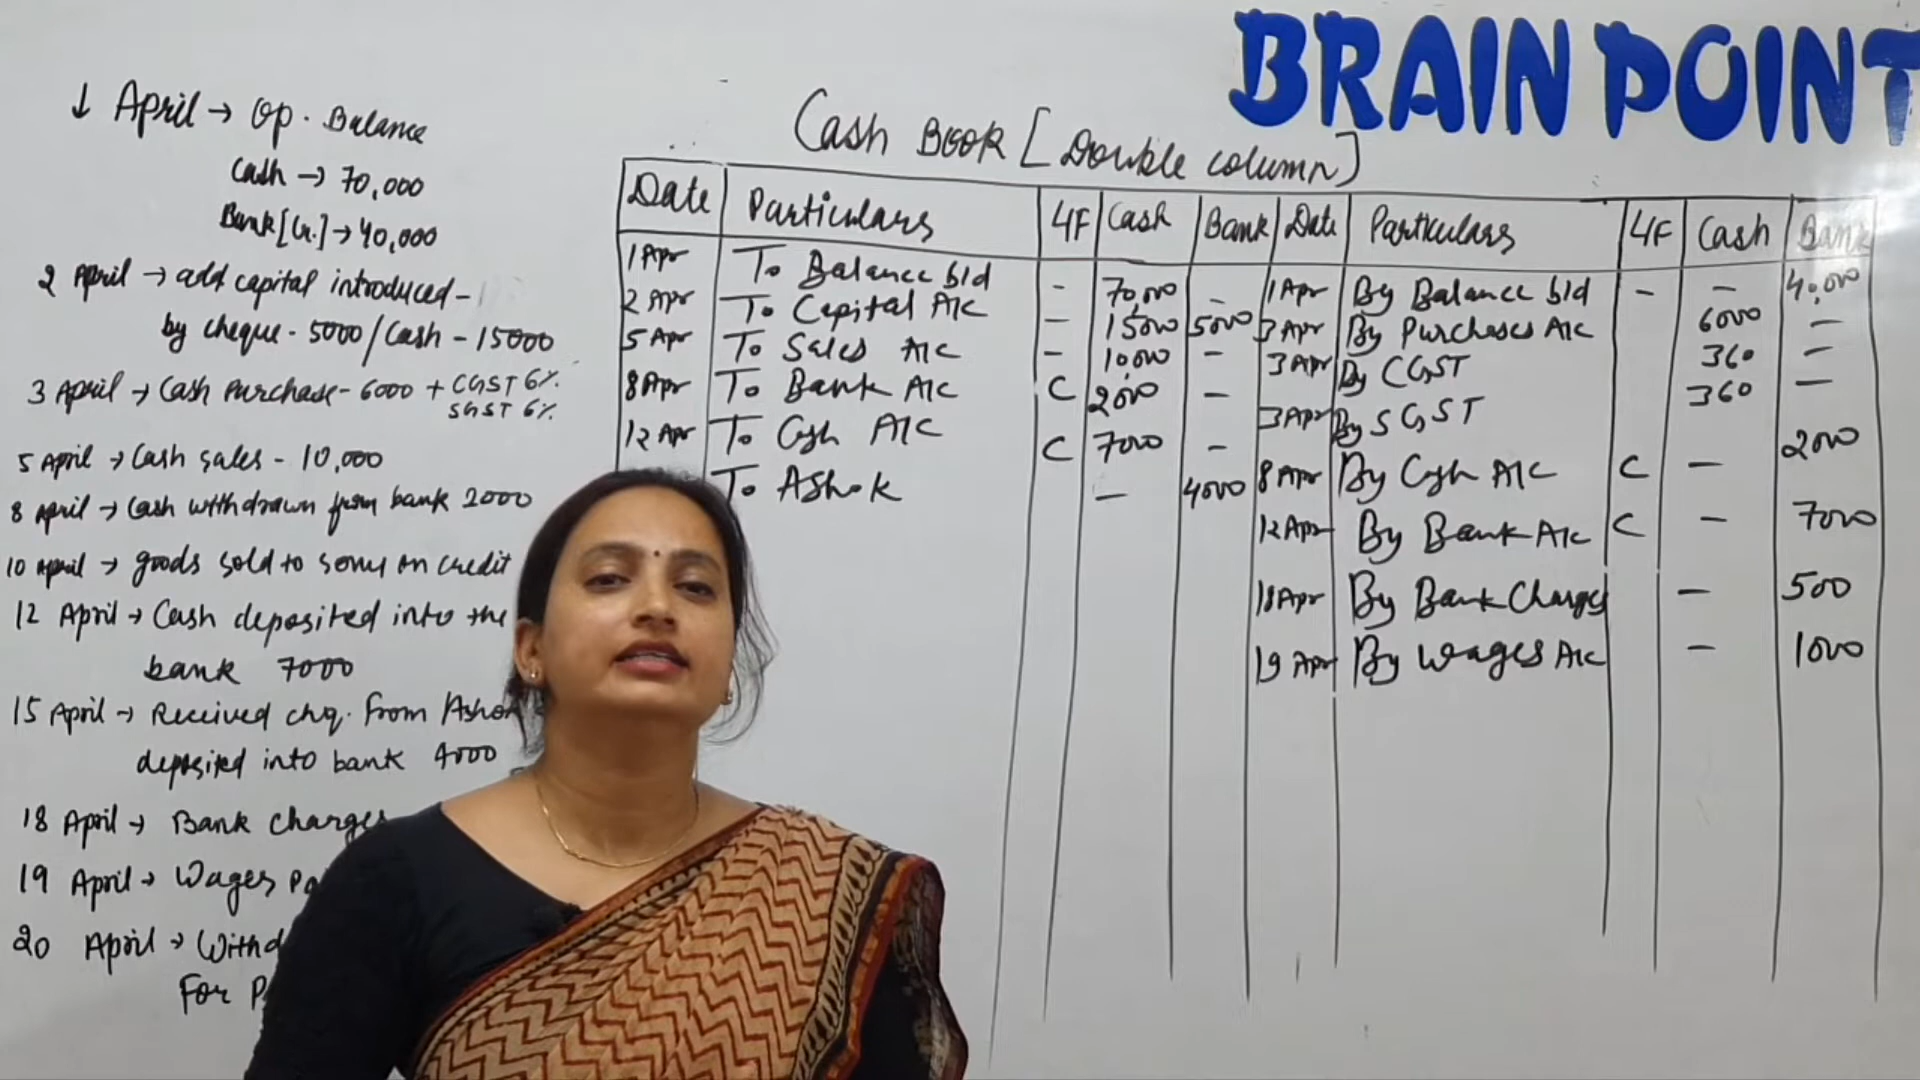 BRAIN POINT
↓ April → Op. Balance
Cash → 70,000
Bank [Cr.] → 40,000
2 April → add capital introduced -
by cheque - 5000 / Cash - 15000
3 April → Cash Purchase - 6000 + CGST 6%.
SGST 6%.
5 April → Cash sales - 10,000
8 April → Cash withdrawn from bank 2000
10 April → goods sold to on credit
12 April → Cash deposited into the
bank 7000
15 April → Received chq. from Ashok
deposited into bank 4000
18 April → Bank charges
19 April → Wages
20 April → 
For
Cash Book [Double column]
Date Particulars LF Cash Bank Date Particulars LF Cash Bank
1 Apr To Balance b/d - 70,000 - 1 Apr By Balance b/d - - 40,000
2 Apr To Capital A/c - 15000 5000 3 Apr By Purchases A/c 6000 -
5 Apr To Sales A/c - 10,000 - 3 Apr By CGST 360 -
8 Apr To Bank A/c C 2000 - 3 Apr By SGST 360 -
12 Apr To Cash A/c C 7000 - 8 Apr By Cash A/c C - 2000
To Ashok - 4000 12 Apr By Bank A/c C - 7000
18 Apr By Bank Charges - 500
19 Apr By Wages A/c - 1000